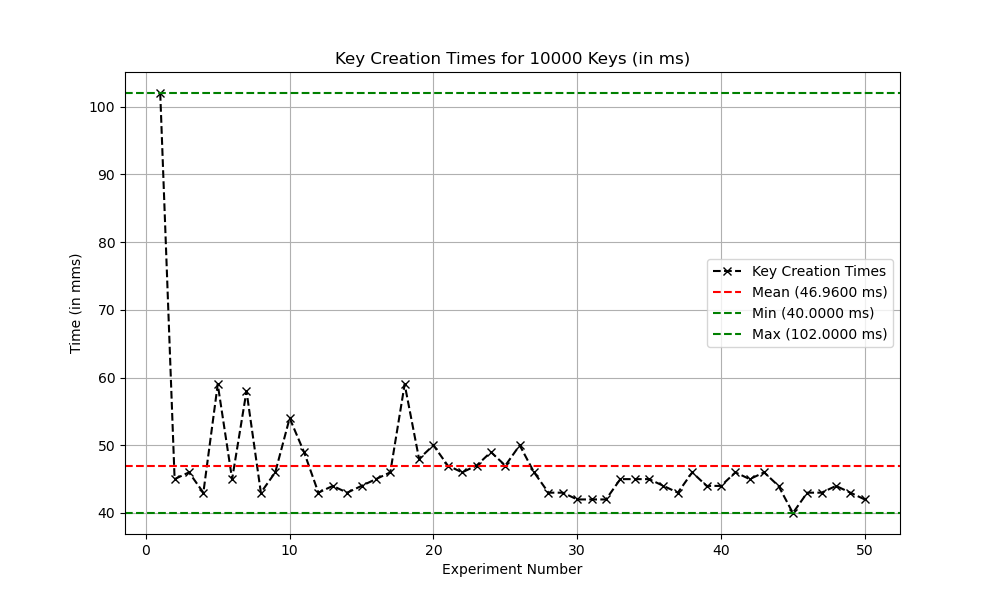 Key Creation Times for 10000 Keys (in ms)
100
90
80
70
60
50
40
Time (in mms)
Key Creation Times
Mean (46.9600 ms)
Min (40.0000 ms)
Max (102.0000 ms)
0
10
20
30
40
50
Experiment Number